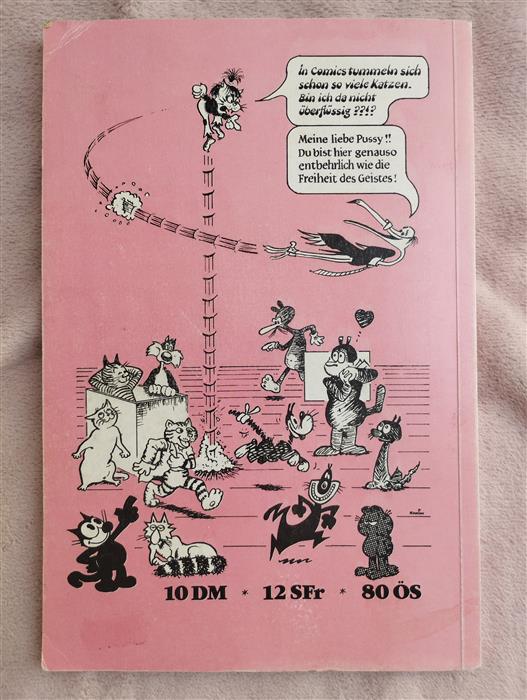 In Comics tummeln sich
schon so viele Katzen.
Bin ich da nicht
überflüssig ??!?
Meine liebe Pussy !!
Du bist hier genauso
entbehrlich wie die
Freiheit des Geistes!
10 DM * 12 SFr * 80 ÖS